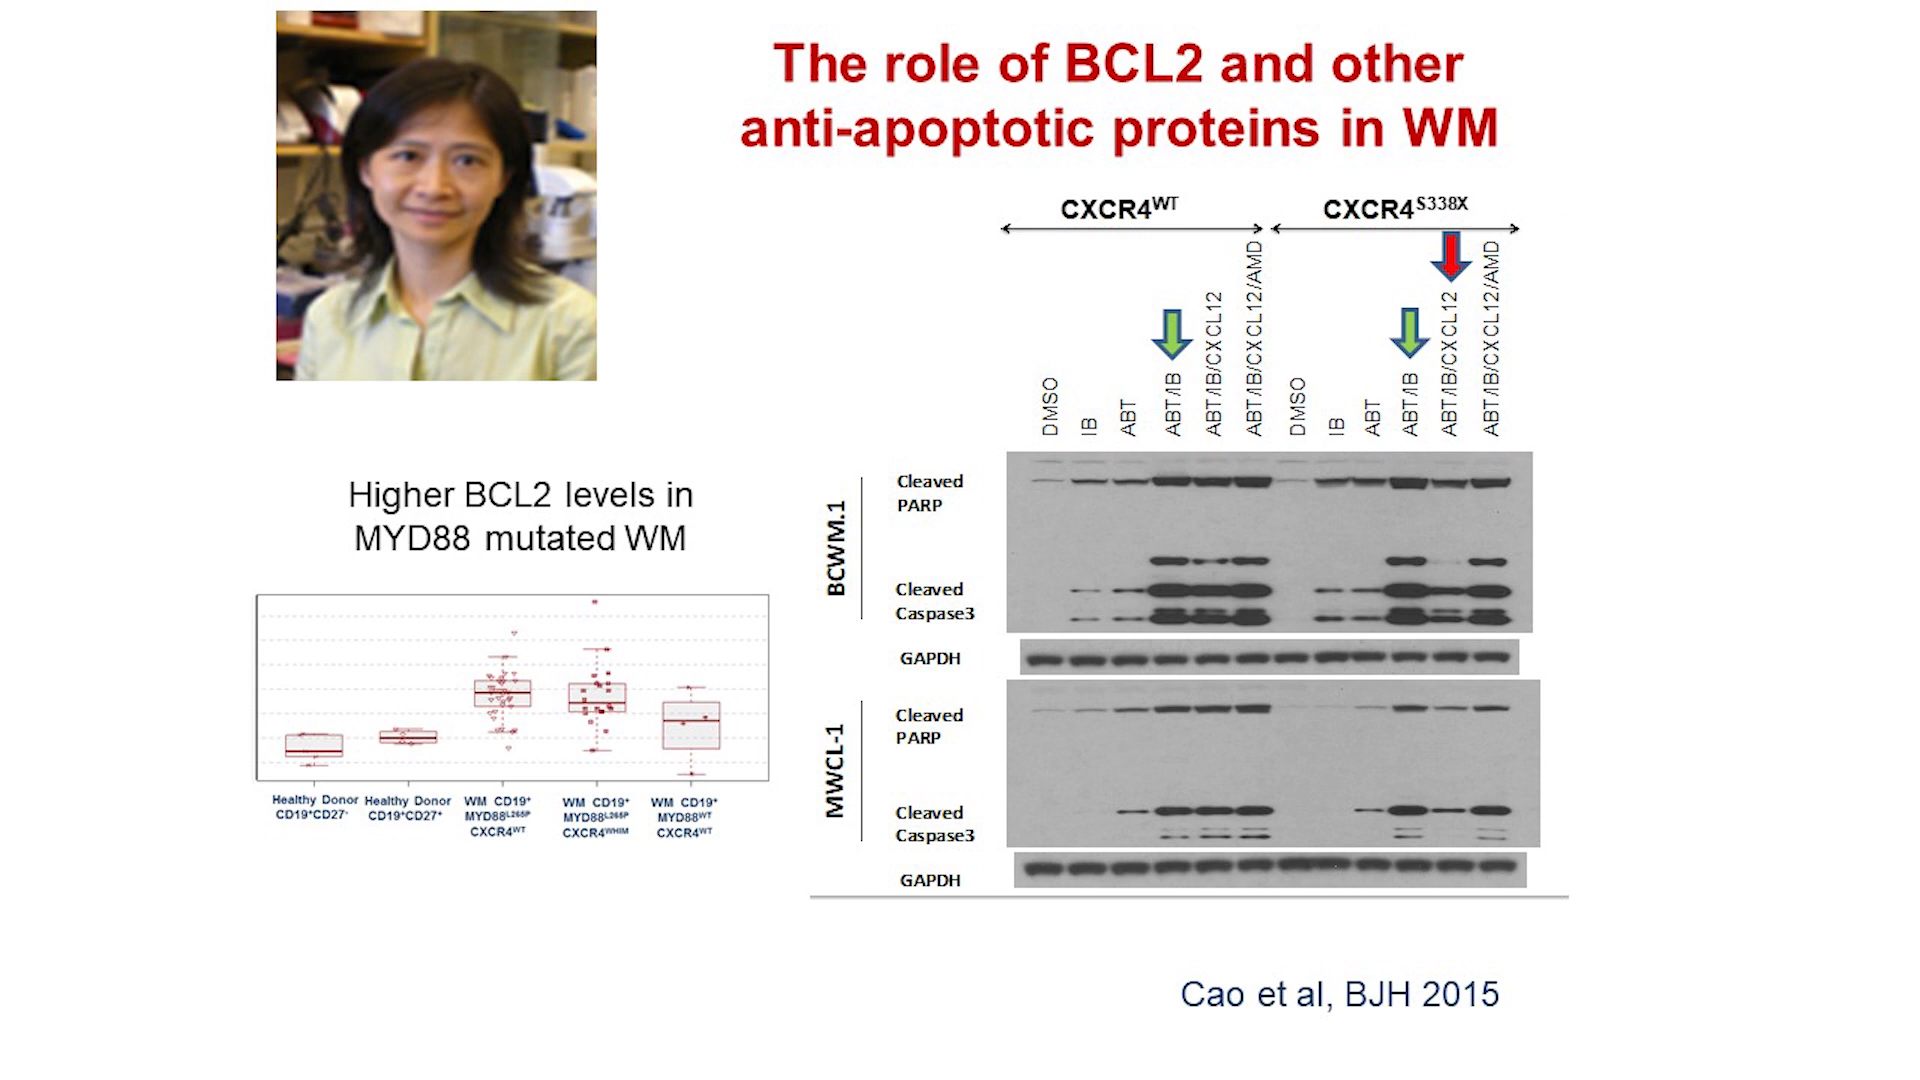 The role of BCL2 and other
anti-apoptotic proteins in WM
CXCR4WT
CXCR4S338X
DMSO
IB
ABT
ABT/IB
ABT/IB/CXCL12
ABT/IB/CXCL12/AMD
DMSO
IB
ABT
ABT/IB
ABT/IB/CXCL12
ABT/IB/CXCL12/AMD
Higher BCL2 levels in
MYD88 mutated WM
Healthy Donor
CD19+CD27-
Healthy Donor
CD19+CD27+
WM CD19+
MYD88L265P
CXCR4WT
WM CD19+
MYD88L265P
CXCR4WHIM
WM CD19+
MYD88WT
CXCR4WT
BCWM.1
Cleaved
PARP
Cleaved
Caspase3
GAPDH
MWCL-1
Cleaved
PARP
Cleaved
Caspase3
GAPDH
Cao et al, BJH 2015